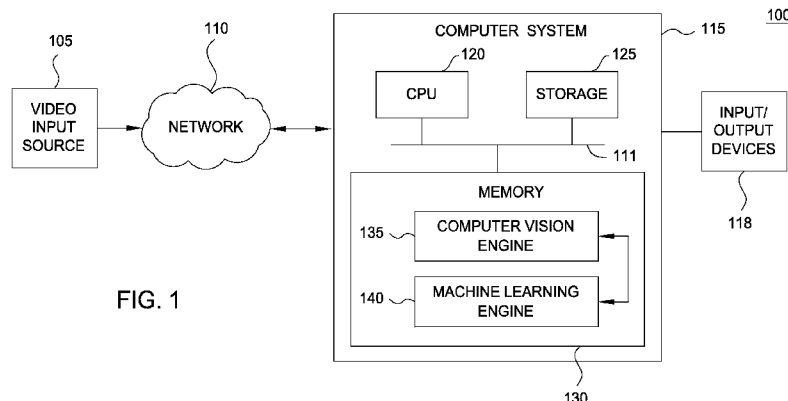 100
105
VIDEO
INPUT
SOURCE
110
NETWORK
COMPUTER SYSTEM
115
120
CPU
125
STORAGE
111
MEMORY
135
COMPUTER VISION
ENGINE
140
MACHINE LEARNING
ENGINE
130
INPUT/
OUTPUT
DEVICES
118
FIG. 1